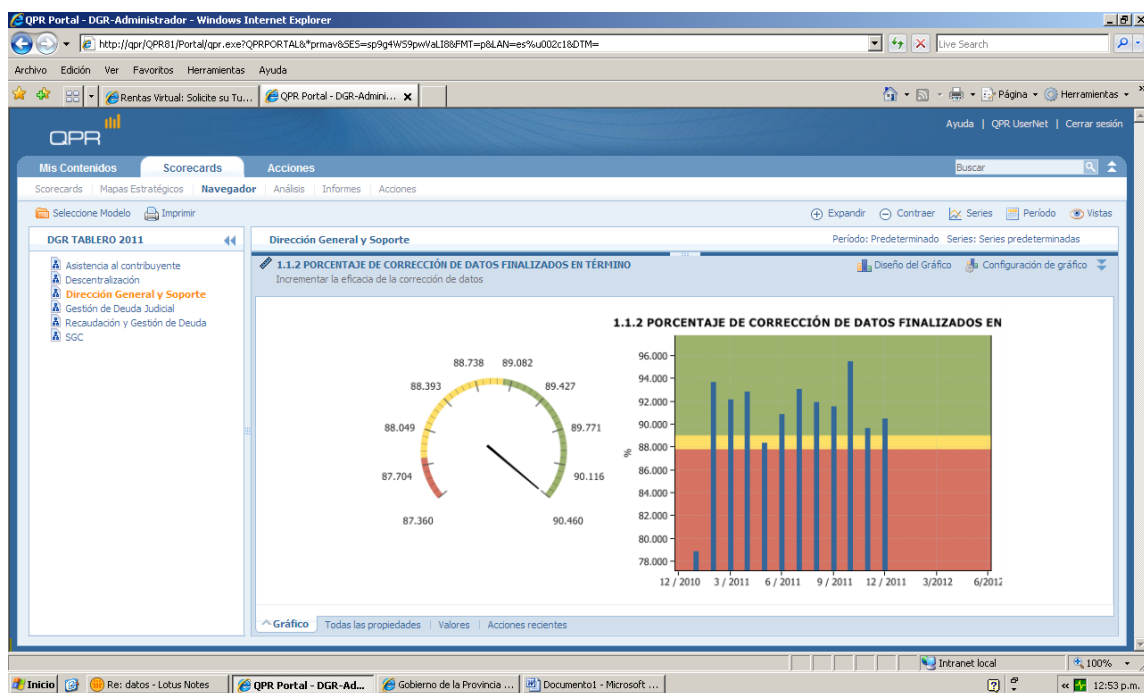 QPR Portal - DGR-Administrador - Windows Internet Explorer
http://qpr/QPR81/Portal/qpr.exe?QPRPORTAL&*prmav&SES=sp9g4WS9pwVaLI8&FMT=p&LAN=es%u002c1&DTM=
Live Search
Archivo Edición Ver Favoritos Herramientas Ayuda
Rentas Virtual: Solicite su Tu...
QPR Portal - DGR-Admini...
Página
Herramientas
QPR
Ayuda | QPR UserNet | Cerrar sesión
Mis Contenidos Scorecards Acciones
Buscar
Scorecards | Mapas Estratégicos | Navegador | Análisis | Informes | Acciones
Seleccione Modelo Imprimir
Expandir Contraer Series Período Vistas
DGR TABLERO 2011
Dirección General y Soporte
Período: Predeterminado Series: Series predeterminadas
Asistencia al contribuyente
Descentralización
Dirección General y Soporte
Gestión de Deuda Judicial
Recaudación y Gestión de Deuda
SGC
1.1.2 PORCENTAJE DE CORRECCIÓN DE DATOS FINALIZADOS EN TÉRMINO
Incrementar la eficacia de la corrección de datos
Diseño del Gráfico
Configuración de gráfico
87.360
87.704
88.049
88.393
88.738
89.082
89.427
89.771
90.116
90.460
1.1.2 PORCENTAJE DE CORRECCIÓN DE DATOS FINALIZADOS EN
96.000
94.000
92.000
90.000
88.000
86.000
84.000
82.000
80.000
78.000
%
12 / 2010 3 / 2011 6 / 2011 9 / 2011 12 / 2011 3/2012 6/2012
Gráfico Todas las propiedades | Valores | Acciones recientes
Intranet local
100%
Inicio
Re: datos - Lotus Notes
QPR Portal - DGR-Ad...
Gobierno de la Provincia ...
Documento1 - Microsoft ...
12:53 p.m.